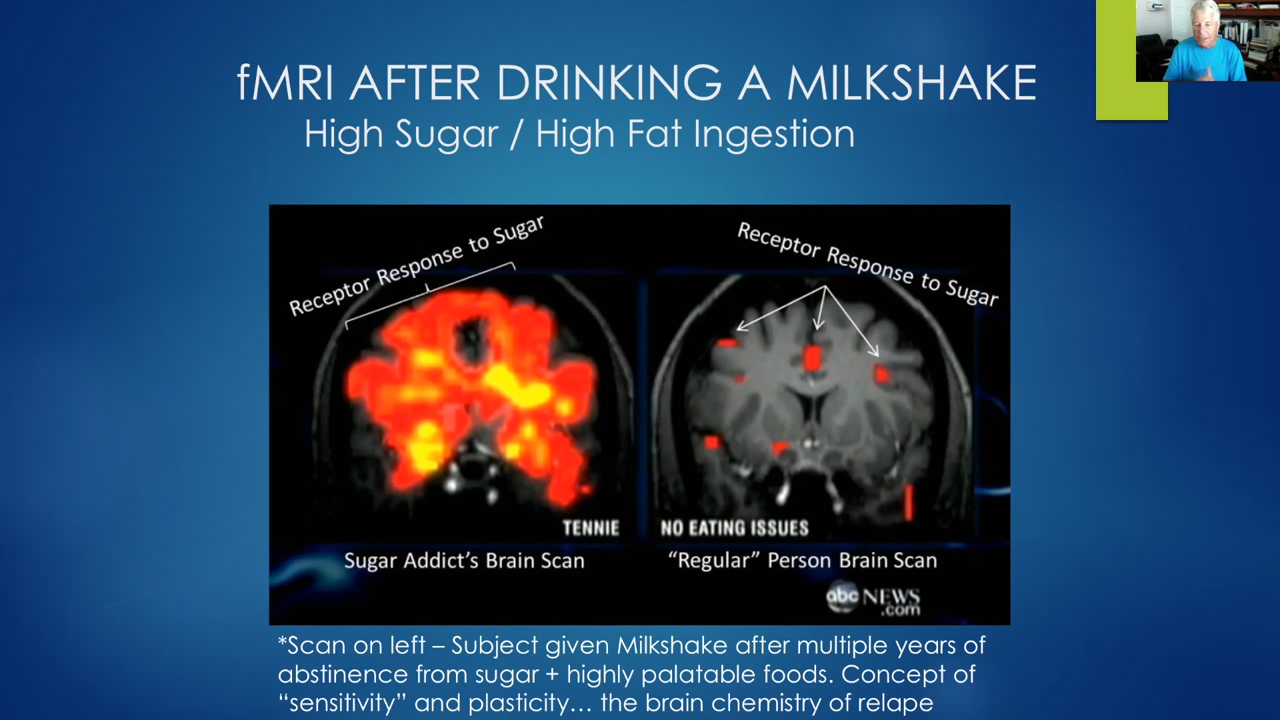 fMRI AFTER DRINKING A MILKSHAKE
High Sugar / High Fat Ingestion
Receptor Response to Sugar
Receptor Response to Sugar
TENNIE
NO EATING ISSUES
Sugar Addict's Brain Scan
“Regular” Person Brain Scan
abc NEWS
.com
*Scan on left – Subject given Milkshake after multiple years of
abstinence from sugar + highly palatable foods. Concept of
“sensitivity” and plasticity… the brain chemistry of relape